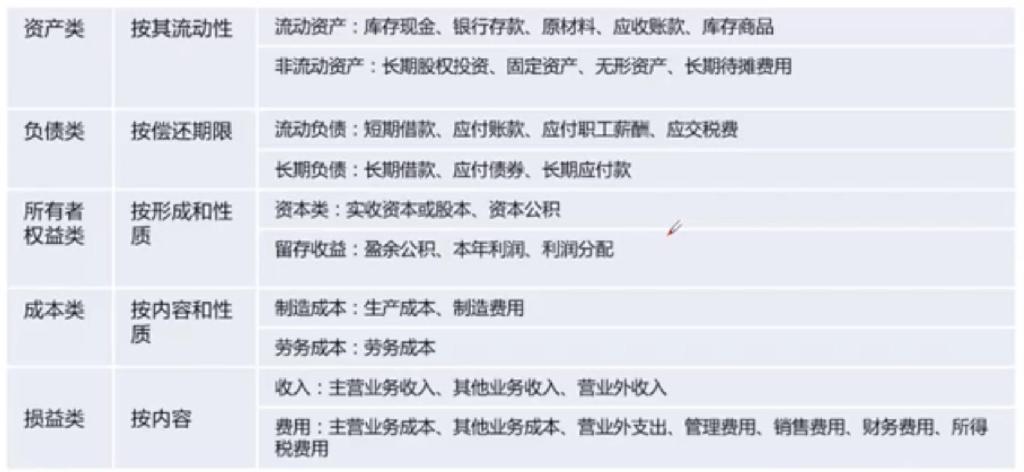 资产类
按其流动性
流动资产：库存现金、银行存款、原材料、应收账款、库存商品
非流动资产：长期股权投资、固定资产、无形资产、长期待摊费用
负债类
按偿还期限
流动负债：短期借款、应付账款、应付职工薪酬、应交税费
长期负债：长期借款、应付债券、长期应付款
所有者
权益类
按形成和性
质
资本类：实收资本或股本、资本公积
留存收益：盈余公积、本年利润、利润分配
成本类
按内容和性
质
制造成本：生产成本、制造费用
劳务成本：劳务成本
损益类
按内容
收入：主营业务收入、其他业务收入、营业外收入
费用：主营业务成本、其他业务成本、营业外支出、管理费用、销售费用、财务费用、所得
税费用